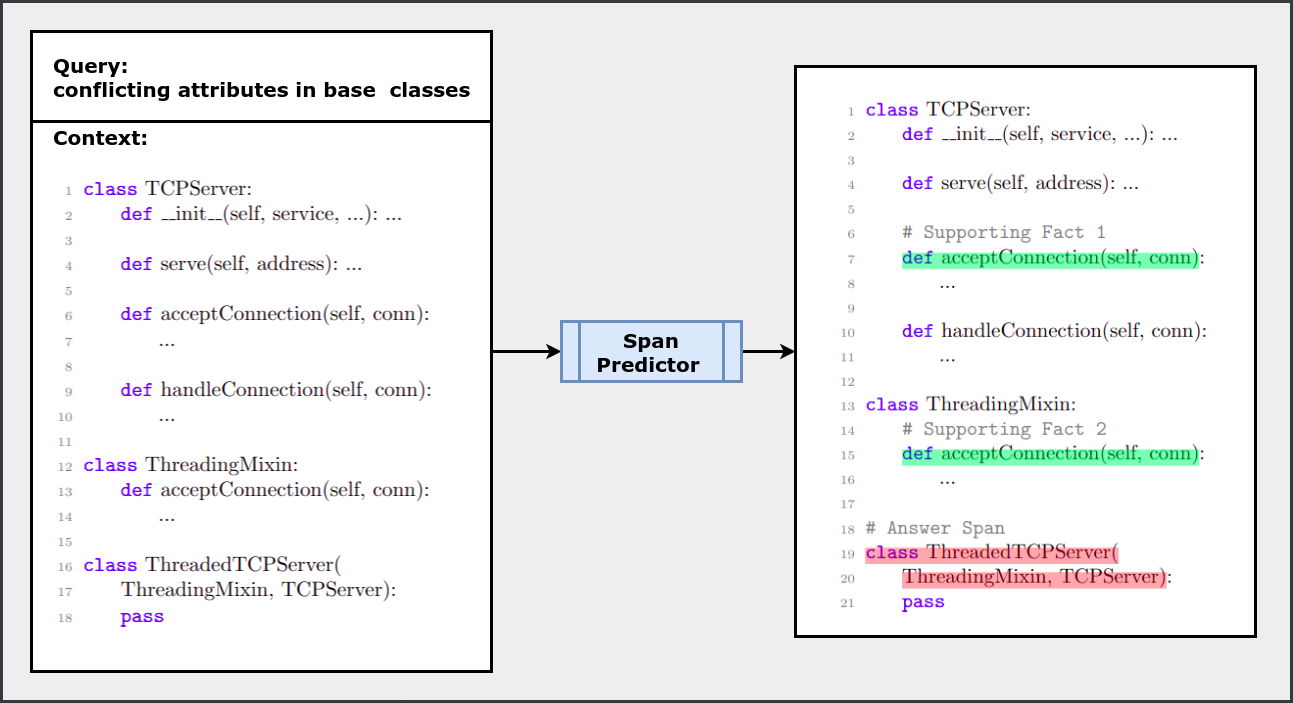 Query:
conflicting attributes in base classes
Context:
1 class TCPServer:
2 def __init__(self, service, ...): ...
3
4 def serve(self, address): ...
5
6 def acceptConnection(self, conn):
7 ...
8
9 def handleConnection(self, conn):
10 ...
11
12 class ThreadingMixin:
13 def acceptConnection(self, conn):
14 ...
15
16 class ThreadedTCPServer(
17 ThreadingMixin, TCPServer):
18 pass
Span
Predictor
1 class TCPServer:
2 def __init__(self, service, ...): ...
3
4 def serve(self, address): ...
5
6 # Supporting Fact 1
7 def acceptConnection(self, conn):
8 ...
9
10 def handleConnection(self, conn):
11 ...
12
13 class ThreadingMixin:
14 # Supporting Fact 2
15 def acceptConnection(self, conn):
16 ...
17
18 # Answer Span
19 class ThreadedTCPServer(
20 ThreadingMixin, TCPServer):
21 pass